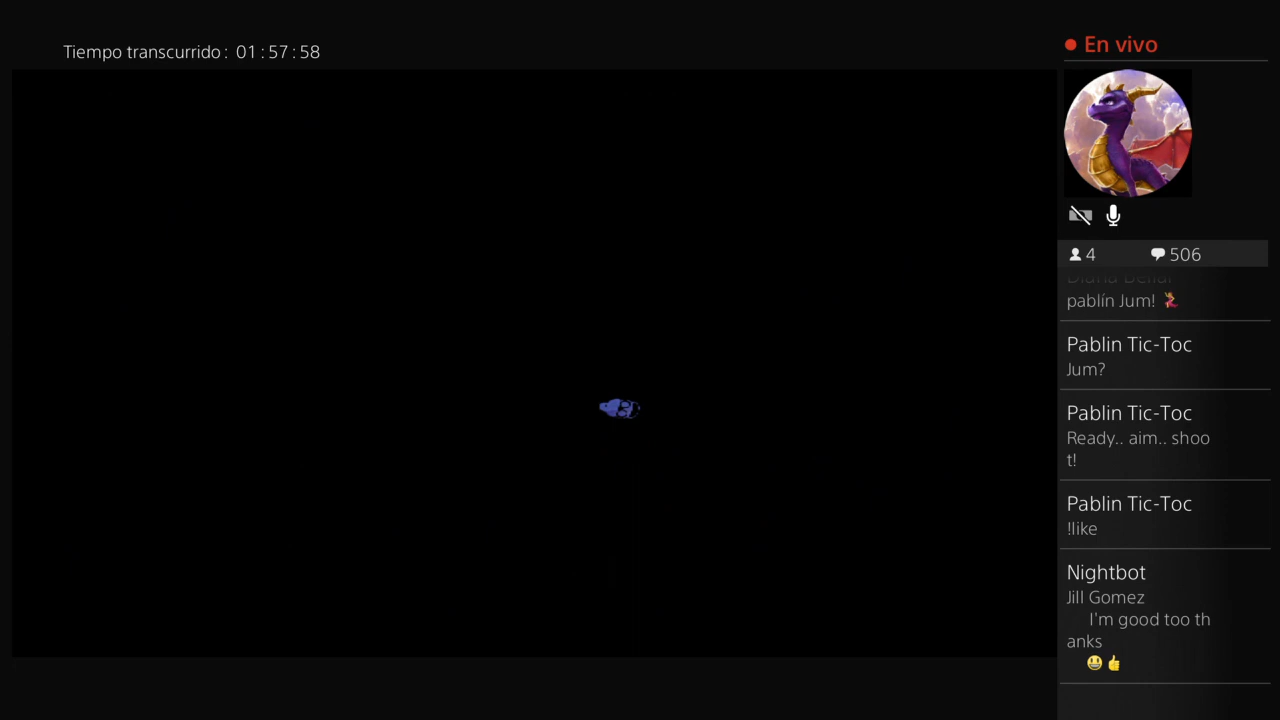 Tiempo transcurrido : 01 : 57 : 58
En vivo
4 506
pablín Jum! 💃
Pablin Tic-Toc
Jum?
Pablin Tic-Toc
Ready.. aim.. shoo
t!
Pablin Tic-Toc
!like
Nightbot
Jill Gomez
I'm good too th
anks
😃👍